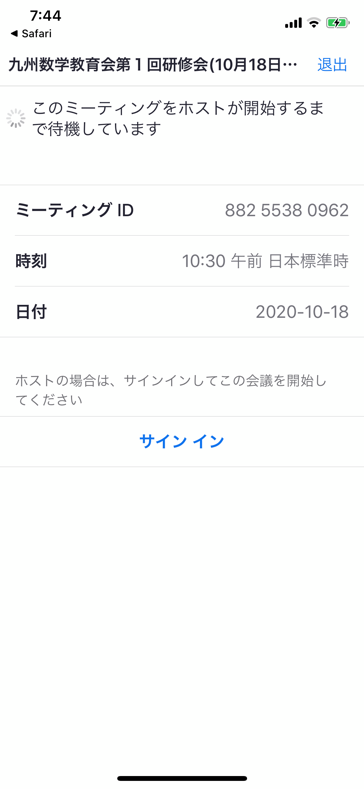 7:44
◀ Safari
九州数学教育会第１回研修会(10月18日… 退出
このミーティングをホストが開始するま
で待機しています
ミーティング ID 882 5538 0962
時刻 10:30 午前 日本標準時
日付 2020-10-18
ホストの場合は、サインインしてこの会議を開始し
てください
サイン イン